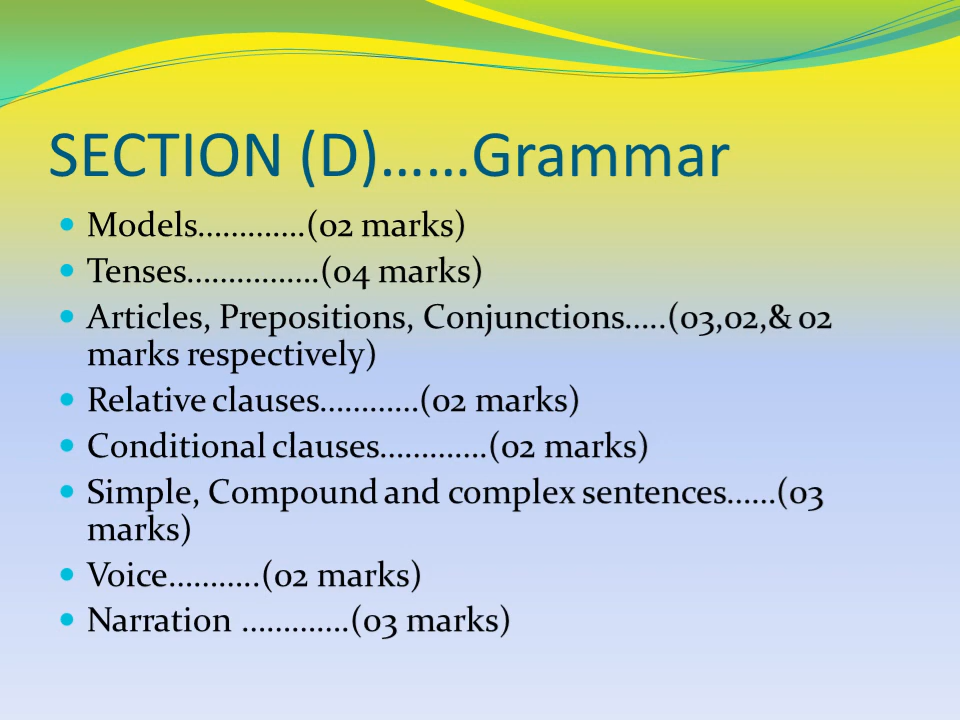 SECTION (D)……Grammar
Models………….(02 marks)
Tenses…………….(04 marks)
Articles, Prepositions, Conjunctions…..(03,02,& 02
marks respectively)
Relative clauses…………(02 marks)
Conditional clauses………….(02 marks)
Simple, Compound and complex sentences……(03
marks)
Voice………..(02 marks)
Narration ………….(03 marks)